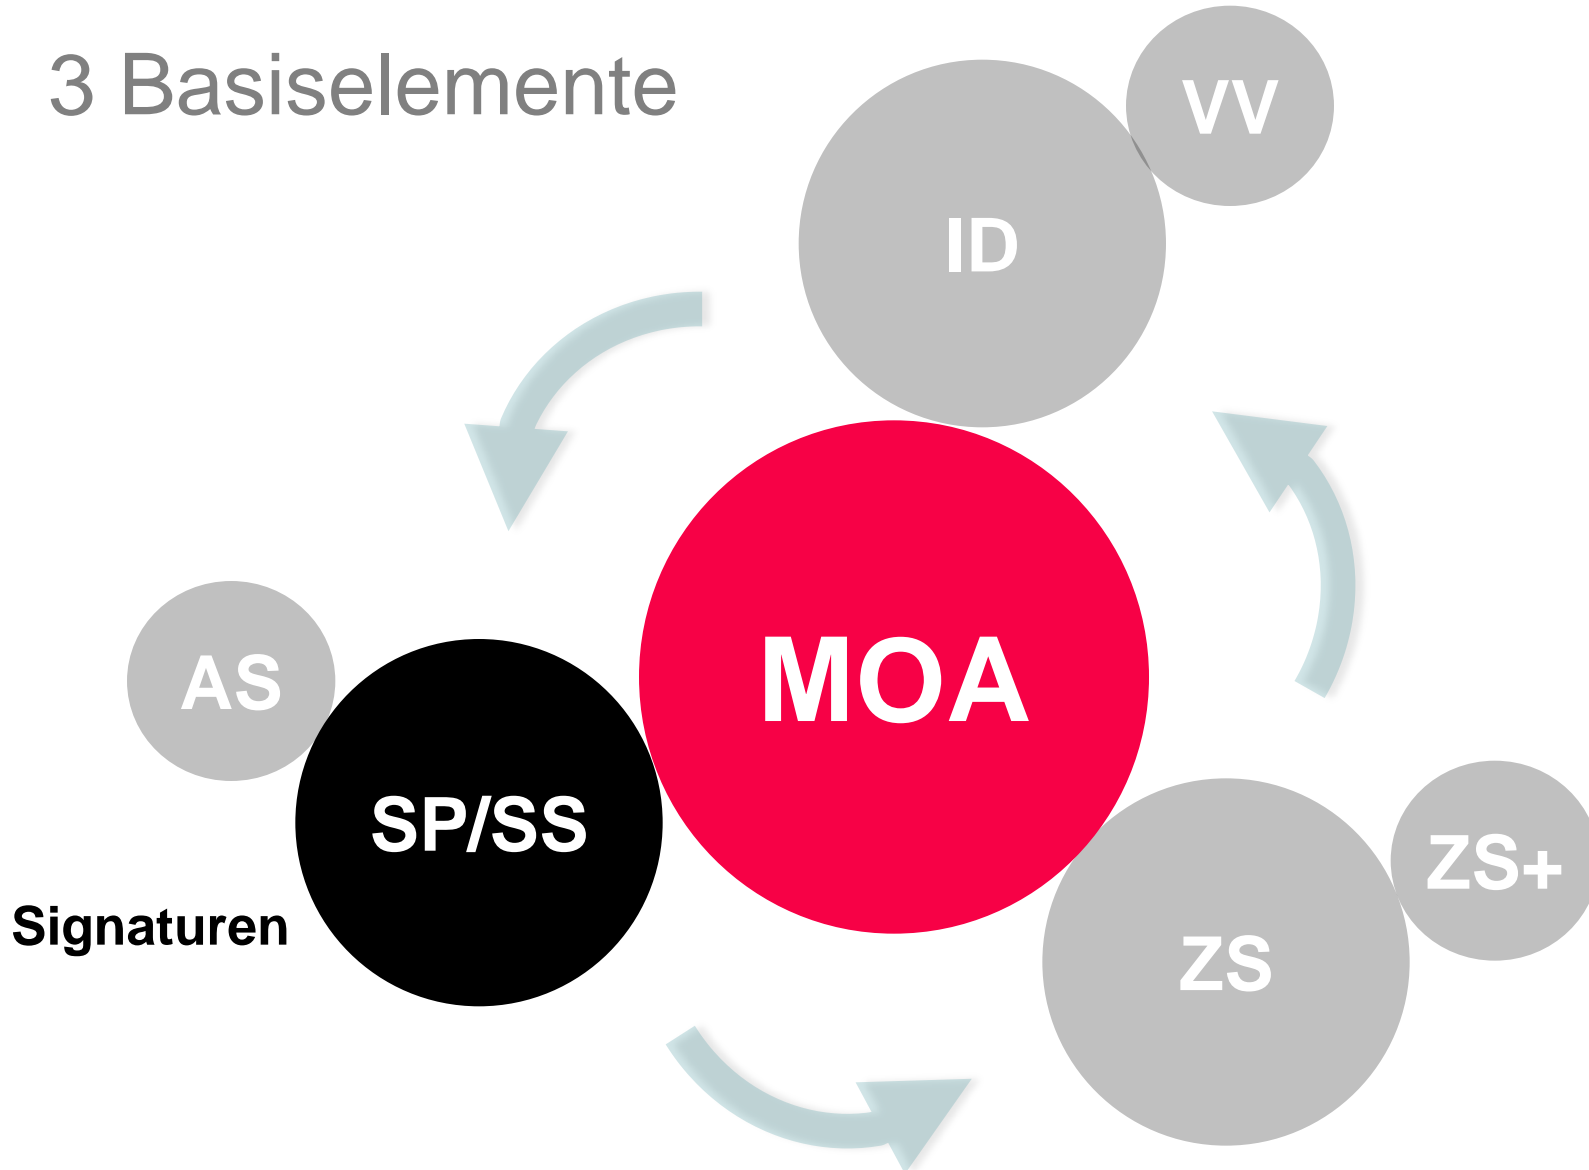 3 Basiselemente
VV
ID
MOA
AS
SP/SS
ZS+
Signaturen
ZS